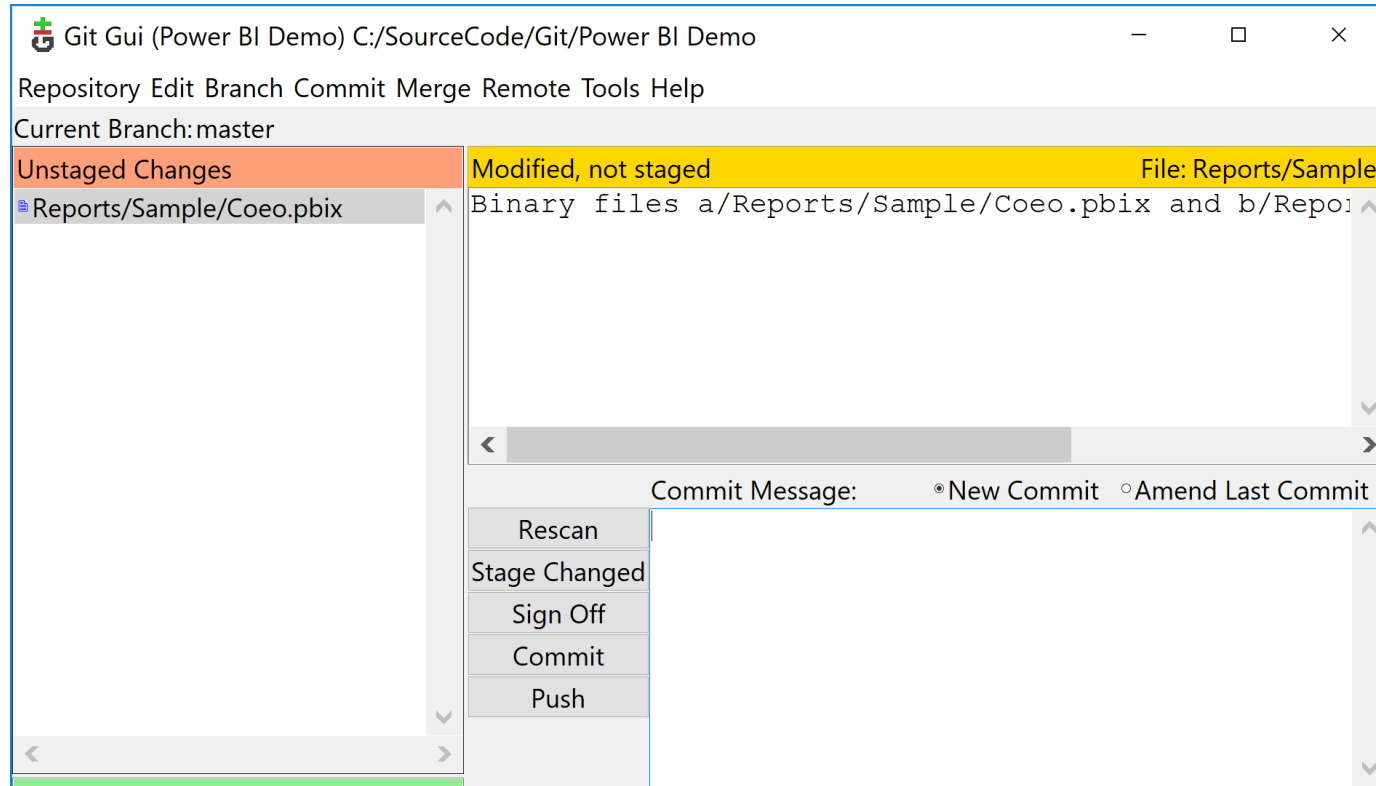 Git Gui (Power BI Demo) C:/SourceCode/Git/Power BI Demo
Repository Edit Branch Commit Merge Remote Tools Help
Current Branch: master
Unstaged Changes
Reports/Sample/Coeo.pbix
Modified, not staged File: Reports/Sample
Binary files a/Reports/Sample/Coeo.pbix and b/Repor
Commit Message: New Commit Amend Last Commit
Rescan
Stage Changed
Sign Off
Commit
Push